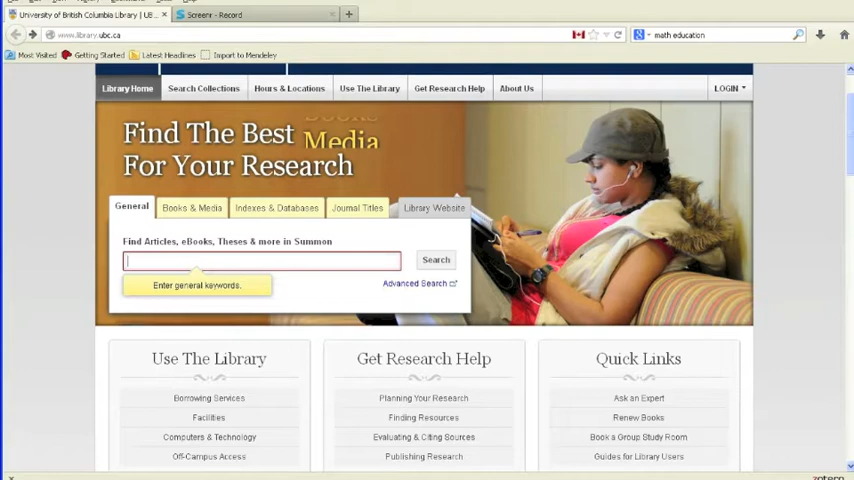 University of British Columbia Library | UB...
Screenr - Record
www.library.ubc.ca
math education
Most Visited
Getting Started
Latest Headlines
Import to Mendeley
Library Home
Search Collections
Hours & Locations
Use The Library
Get Research Help
About Us
LOGIN
Find The Best
Media
For Your Research
General
Books & Media
Indexes & Databases
Journal Titles
Library Website
Find Articles, eBooks, Theses & more in Summon
Search
Enter general keywords.
Advanced Search
Use The Library
Get Research Help
Quick Links
Borrowing Services
Planning Your Research
Ask an Expert
Facilities
Finding Resources
Renew Books
Computers & Technology
Evaluating & Citing Sources
Book a Group Study Room
Off-Campus Access
Publishing Research
Guides for Library Users
zotero